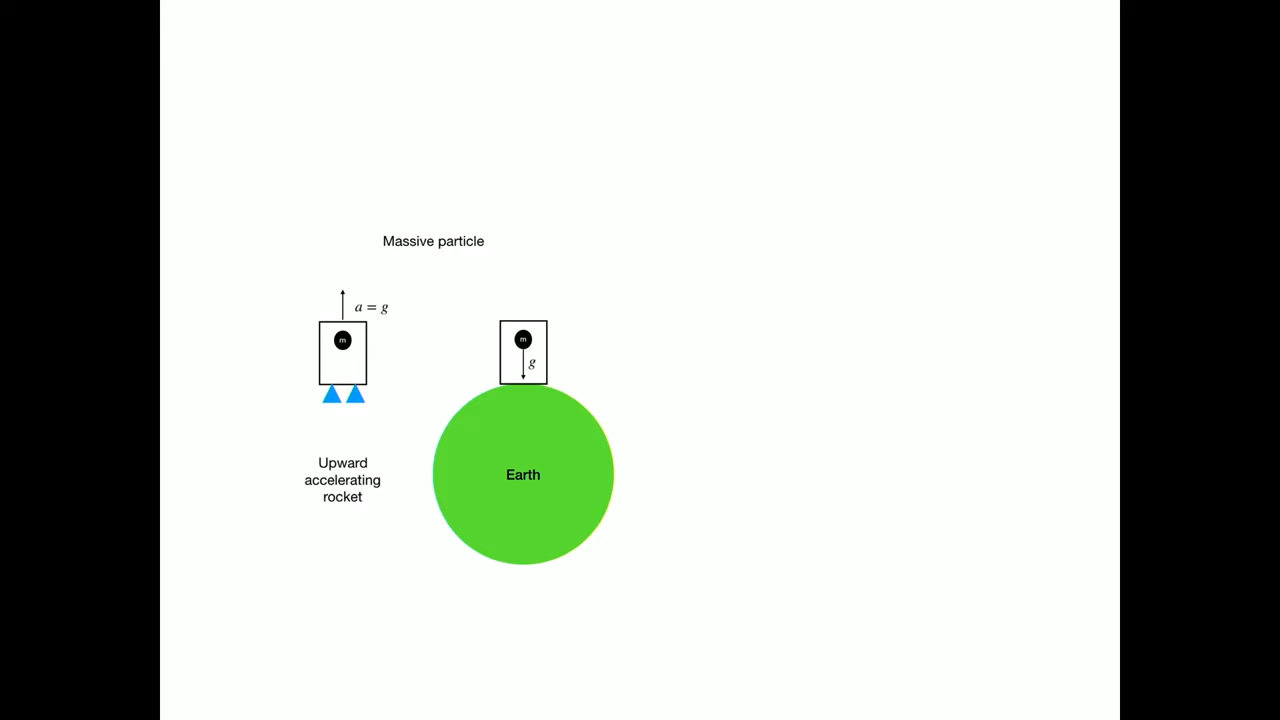 Massive particle
a = g
m
m
g
Earth
Upward
accelerating
rocket